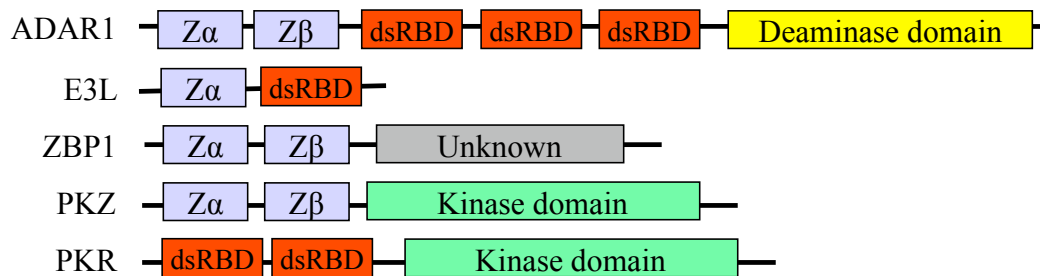 ADAR1 Zα Zβ dsRBD dsRBD dsRBD Deaminase domain
E3L Zα dsRBD
ZBP1 Zα Zβ Unknown
PKZ Zα Zβ Kinase domain
PKR dsRBD dsRBD Kinase domain